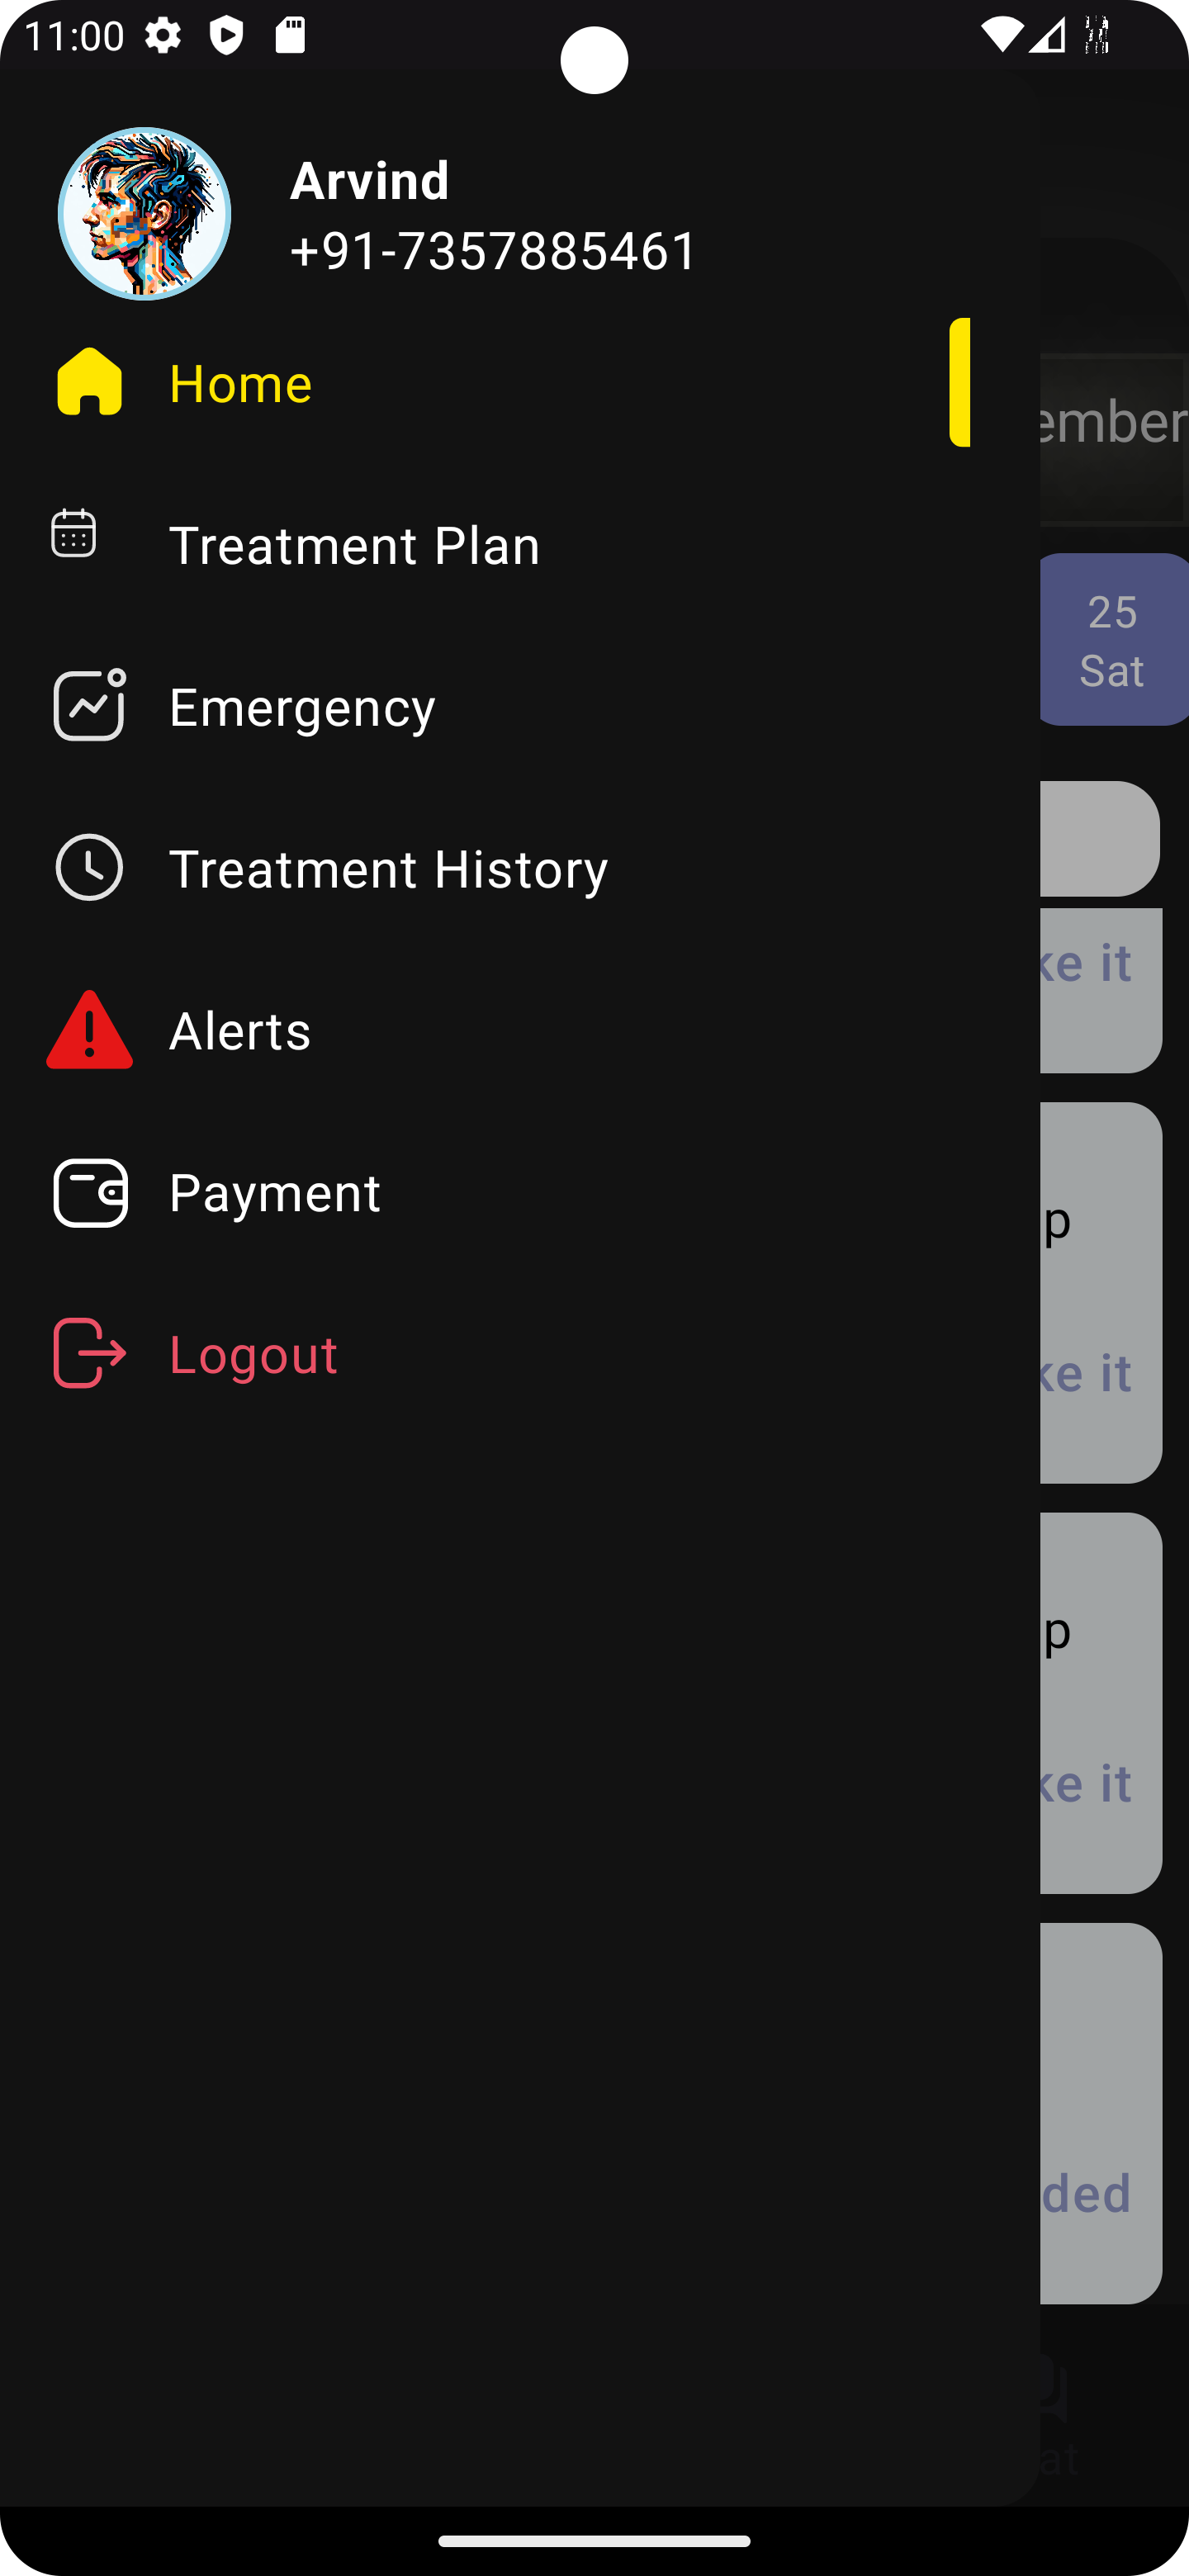 11:00
Arvind
+91-7357885461
Home
Treatment Plan
Emergency
Treatment History
Alerts
Payment
Logout
ember
25
Sat
ke it
p
ke it
p
ke it
ded
at